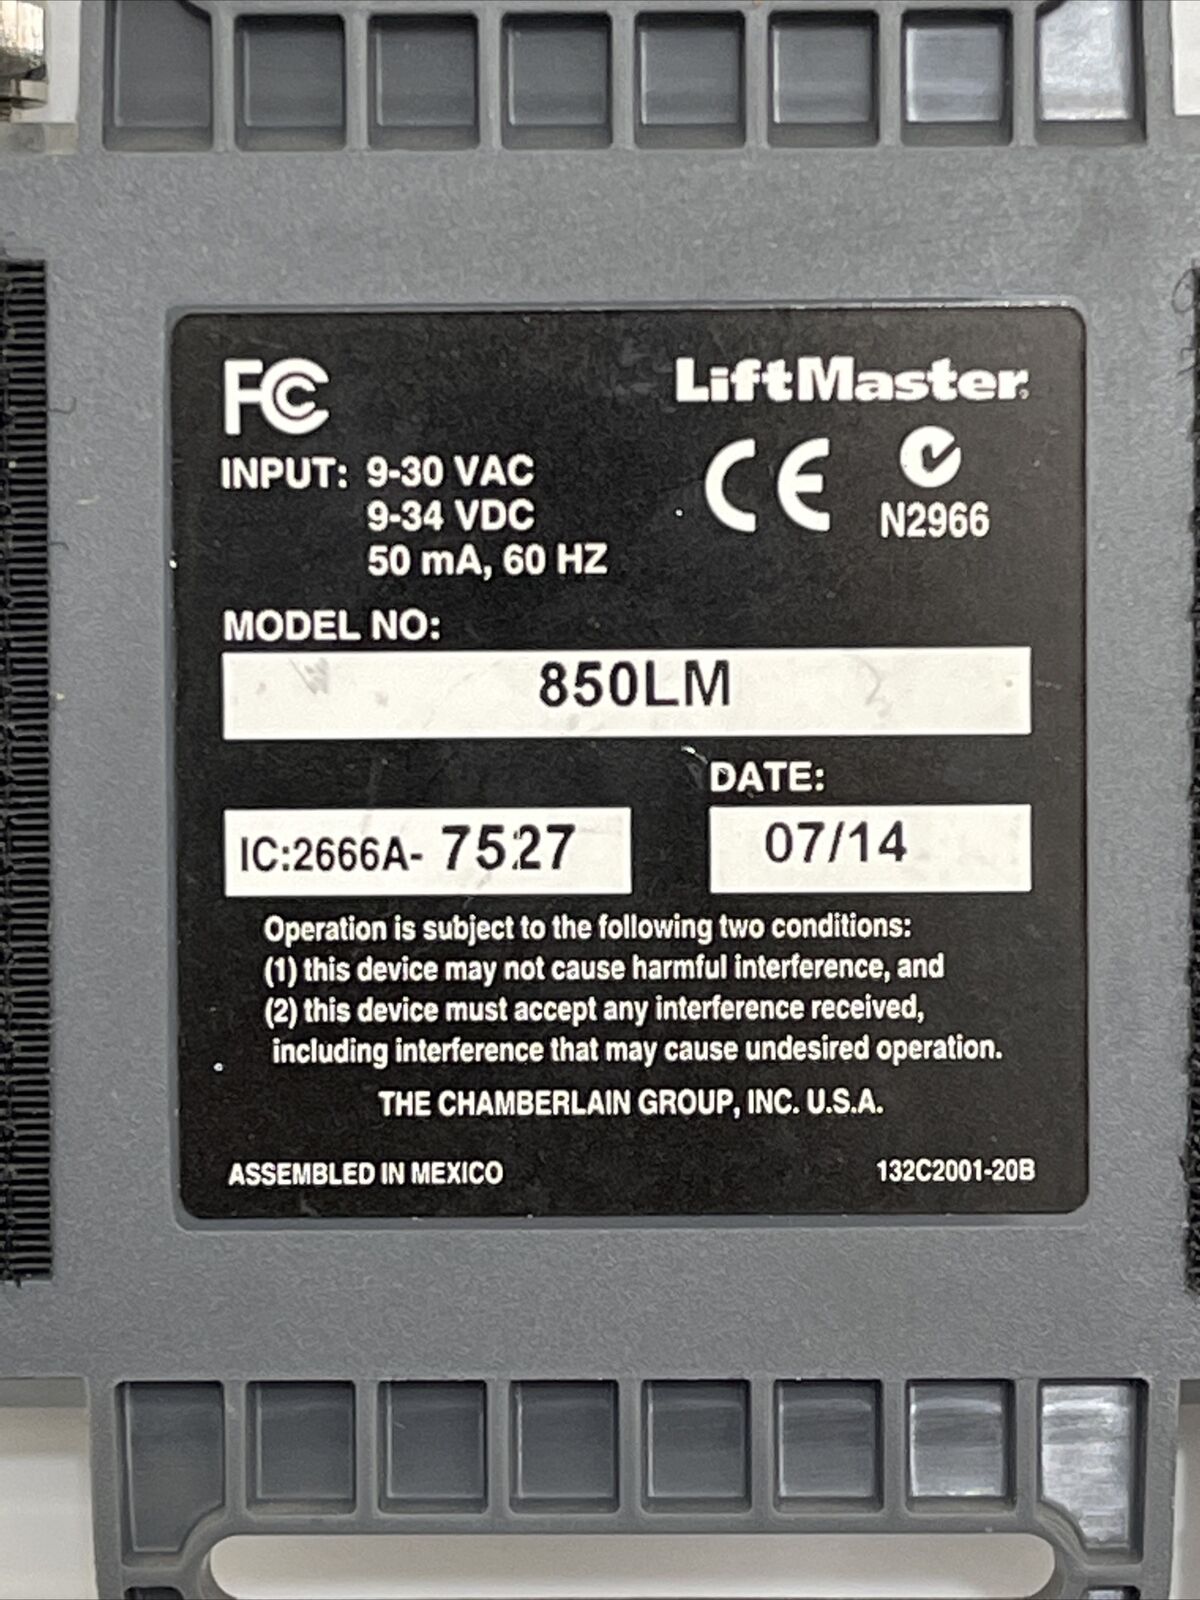 FC
LiftMaster
INPUT: 9-30 VAC
9-34 VDC
50 mA, 60 HZ
CE
N2966
MODEL NO:
850LM
DATE:
IC:2666A- 7527
07/14
Operation is subject to the following two conditions:
(1) this device may not cause harmful interference, and
(2) this device must accept any interference received,
including interference that may cause undesired operation.
THE CHAMBERLAIN GROUP, INC. U.S.A.
ASSEMBLED IN MEXICO
132C2001-20B